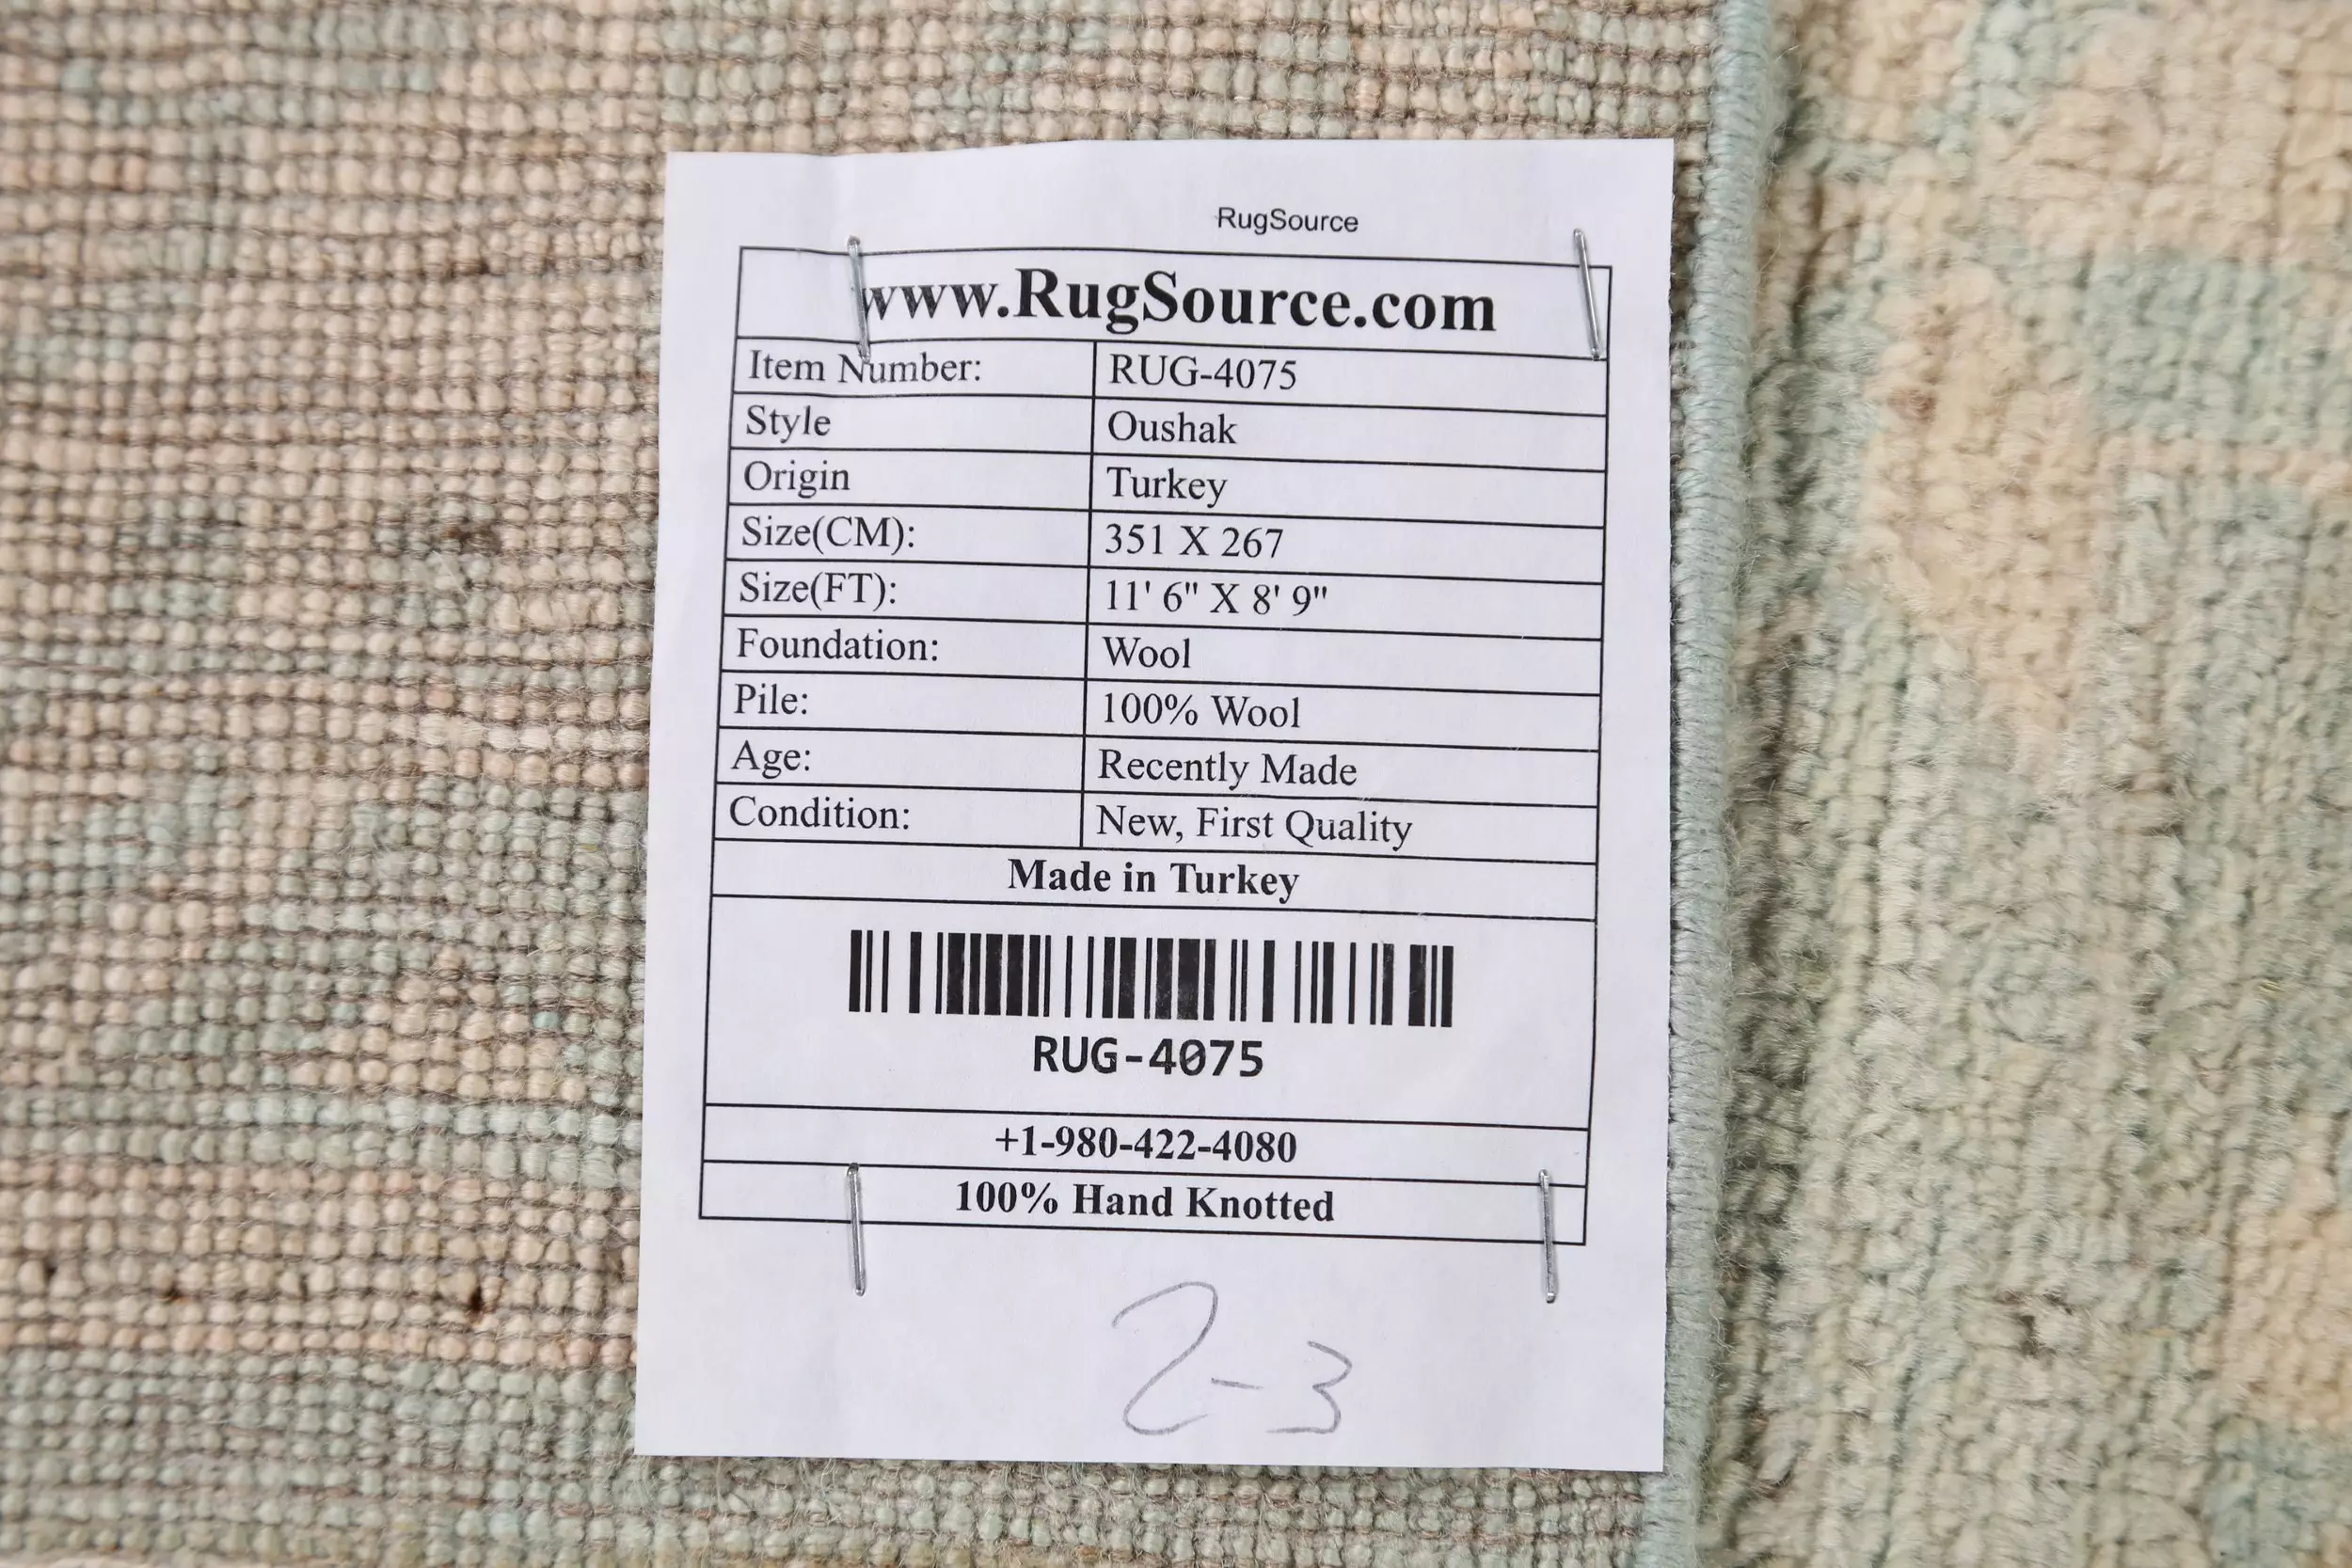 RugSource
www.RugSource.com
Item Number: RUG-4075
Style Oushak
Origin Turkey
Size(CM): 351 X 267
Size(FT): 11' 6" X 8' 9"
Foundation: Wool
Pile: 100% Wool
Age: Recently Made
Condition: New, First Quality
Made in Turkey
RUG-4075
+1-980-422-4080
100% Hand Knotted
2-3